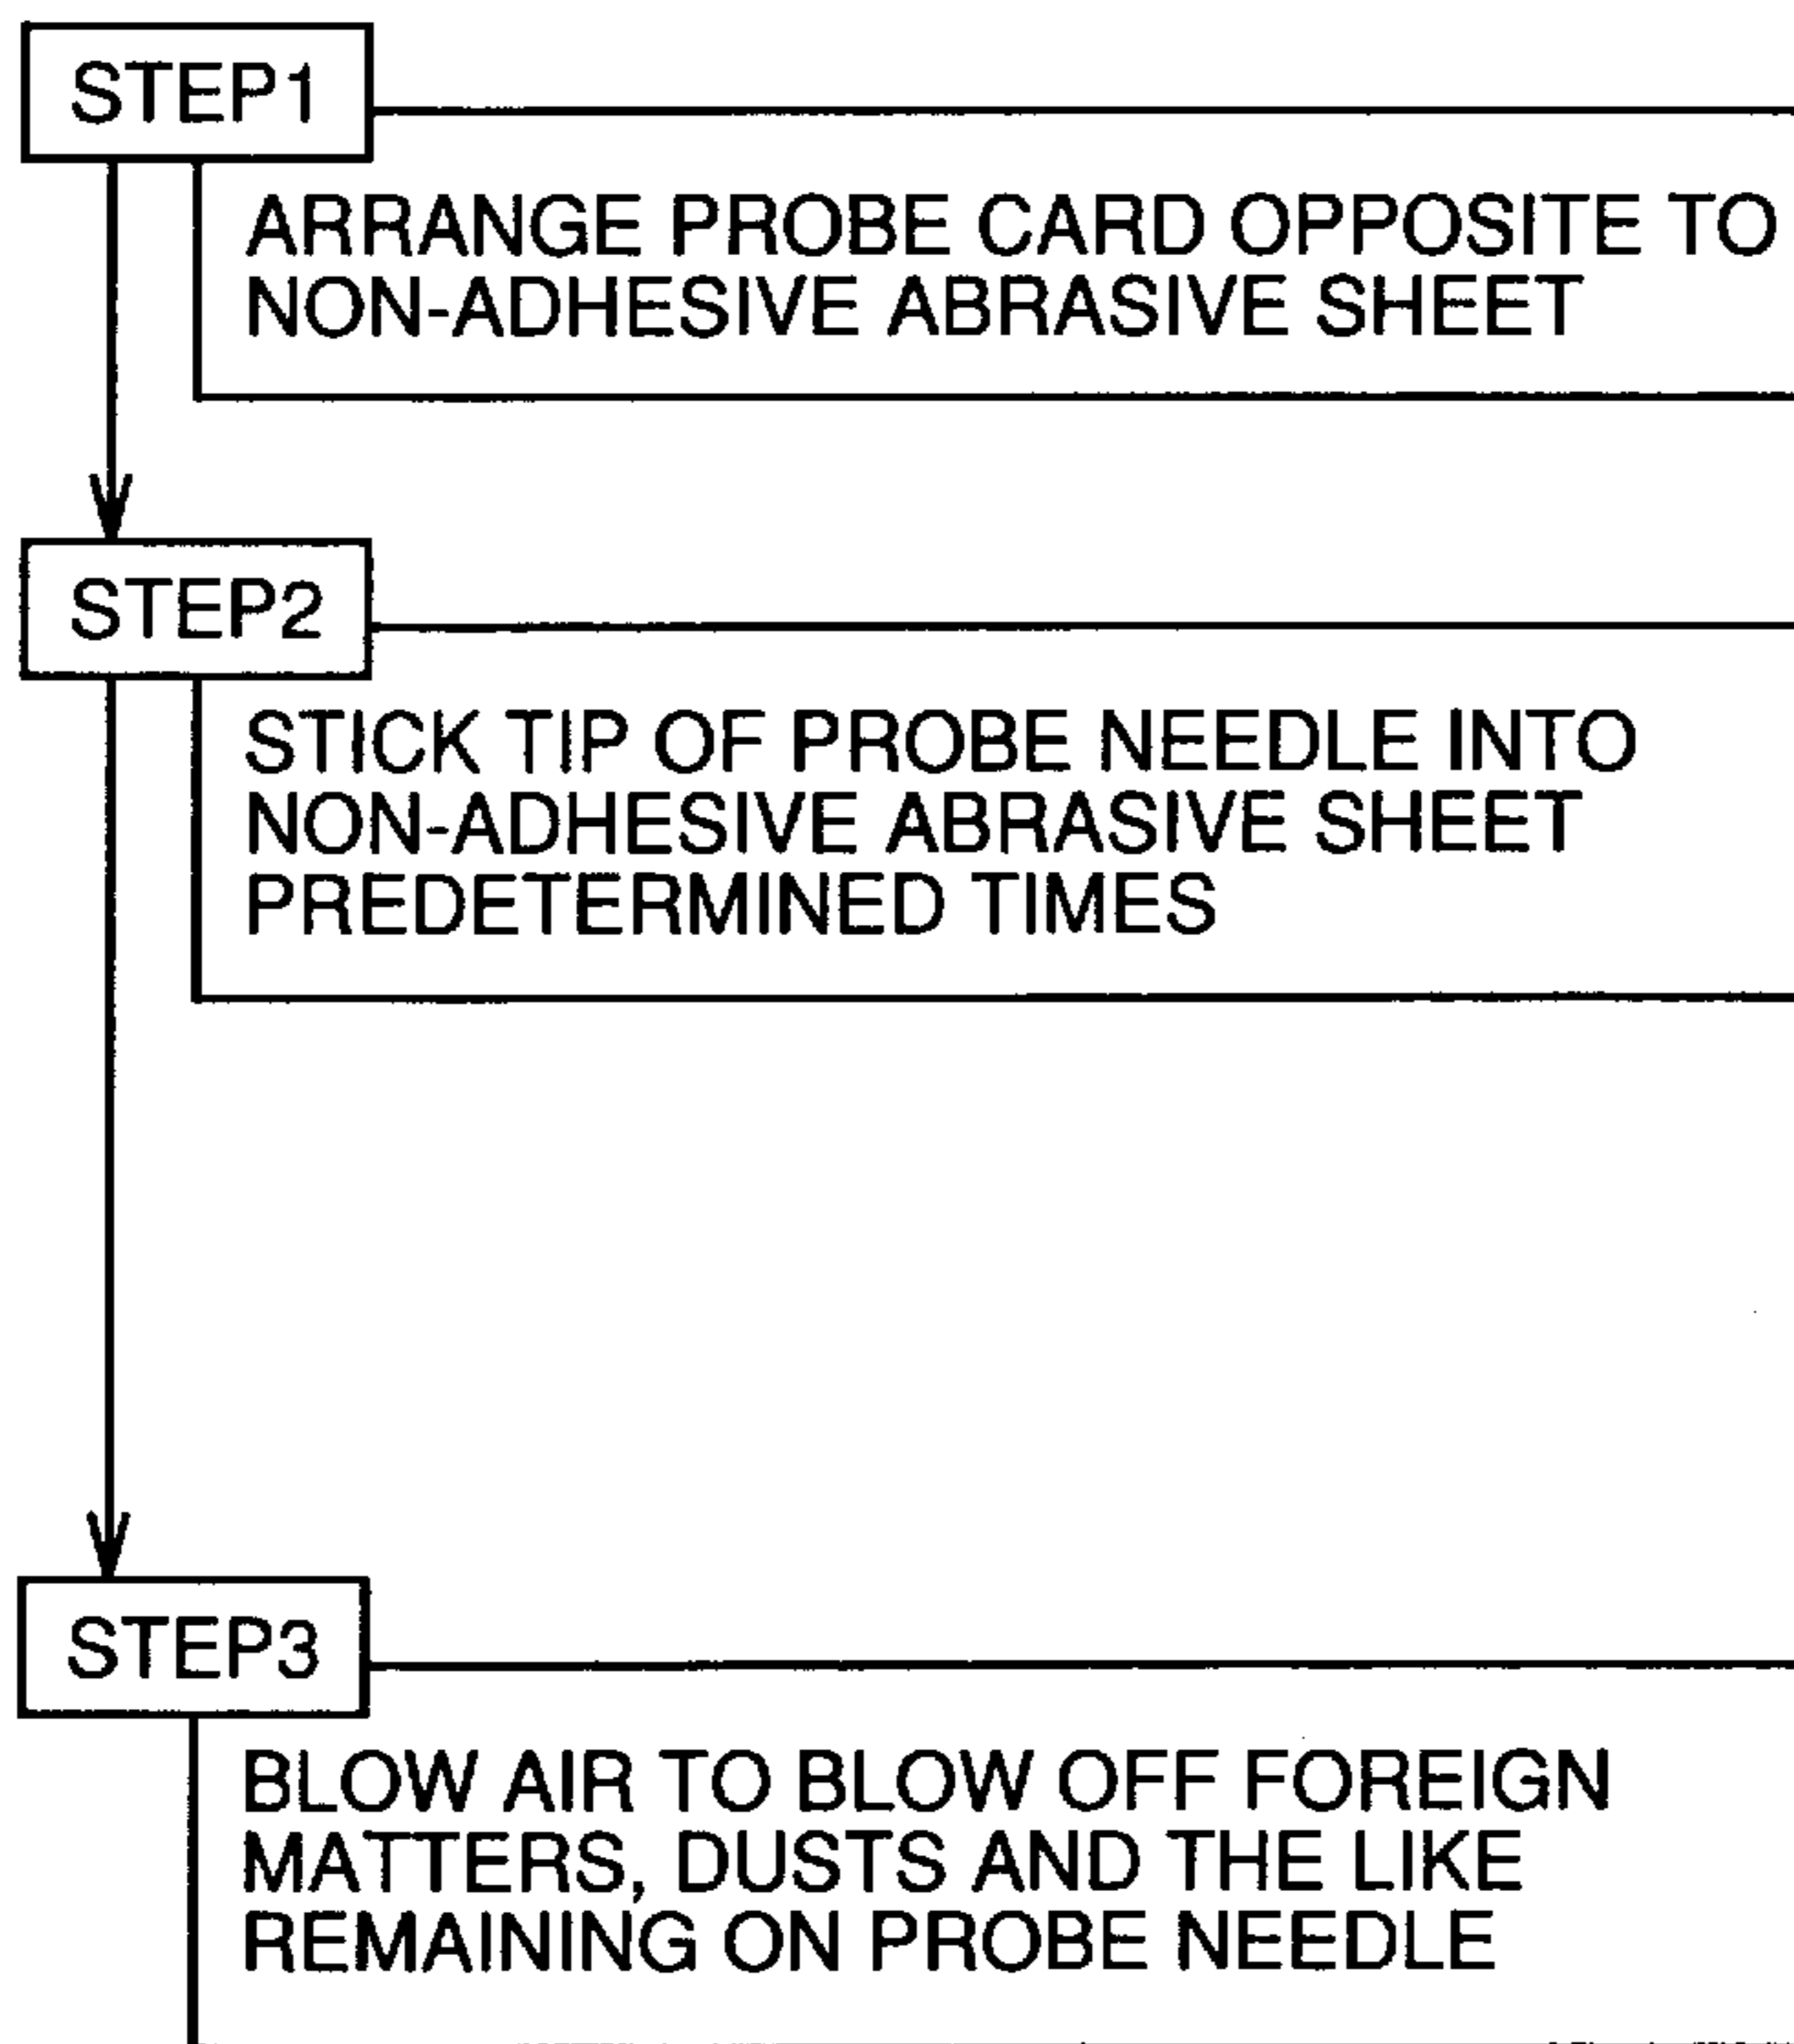 STEP1
ARRANGE PROBE CARD OPPOSITE TO
NON-ADHESIVE ABRASIVE SHEET
STEP2
STICK TIP OF PROBE NEEDLE INTO
NON-ADHESIVE ABRASIVE SHEET
PREDETERMINED TIMES
STEP3
BLOW AIR TO BLOW OFF FOREIGN
MATTERS, DUSTS AND THE LIKE
REMAINING ON PROBE NEEDLE